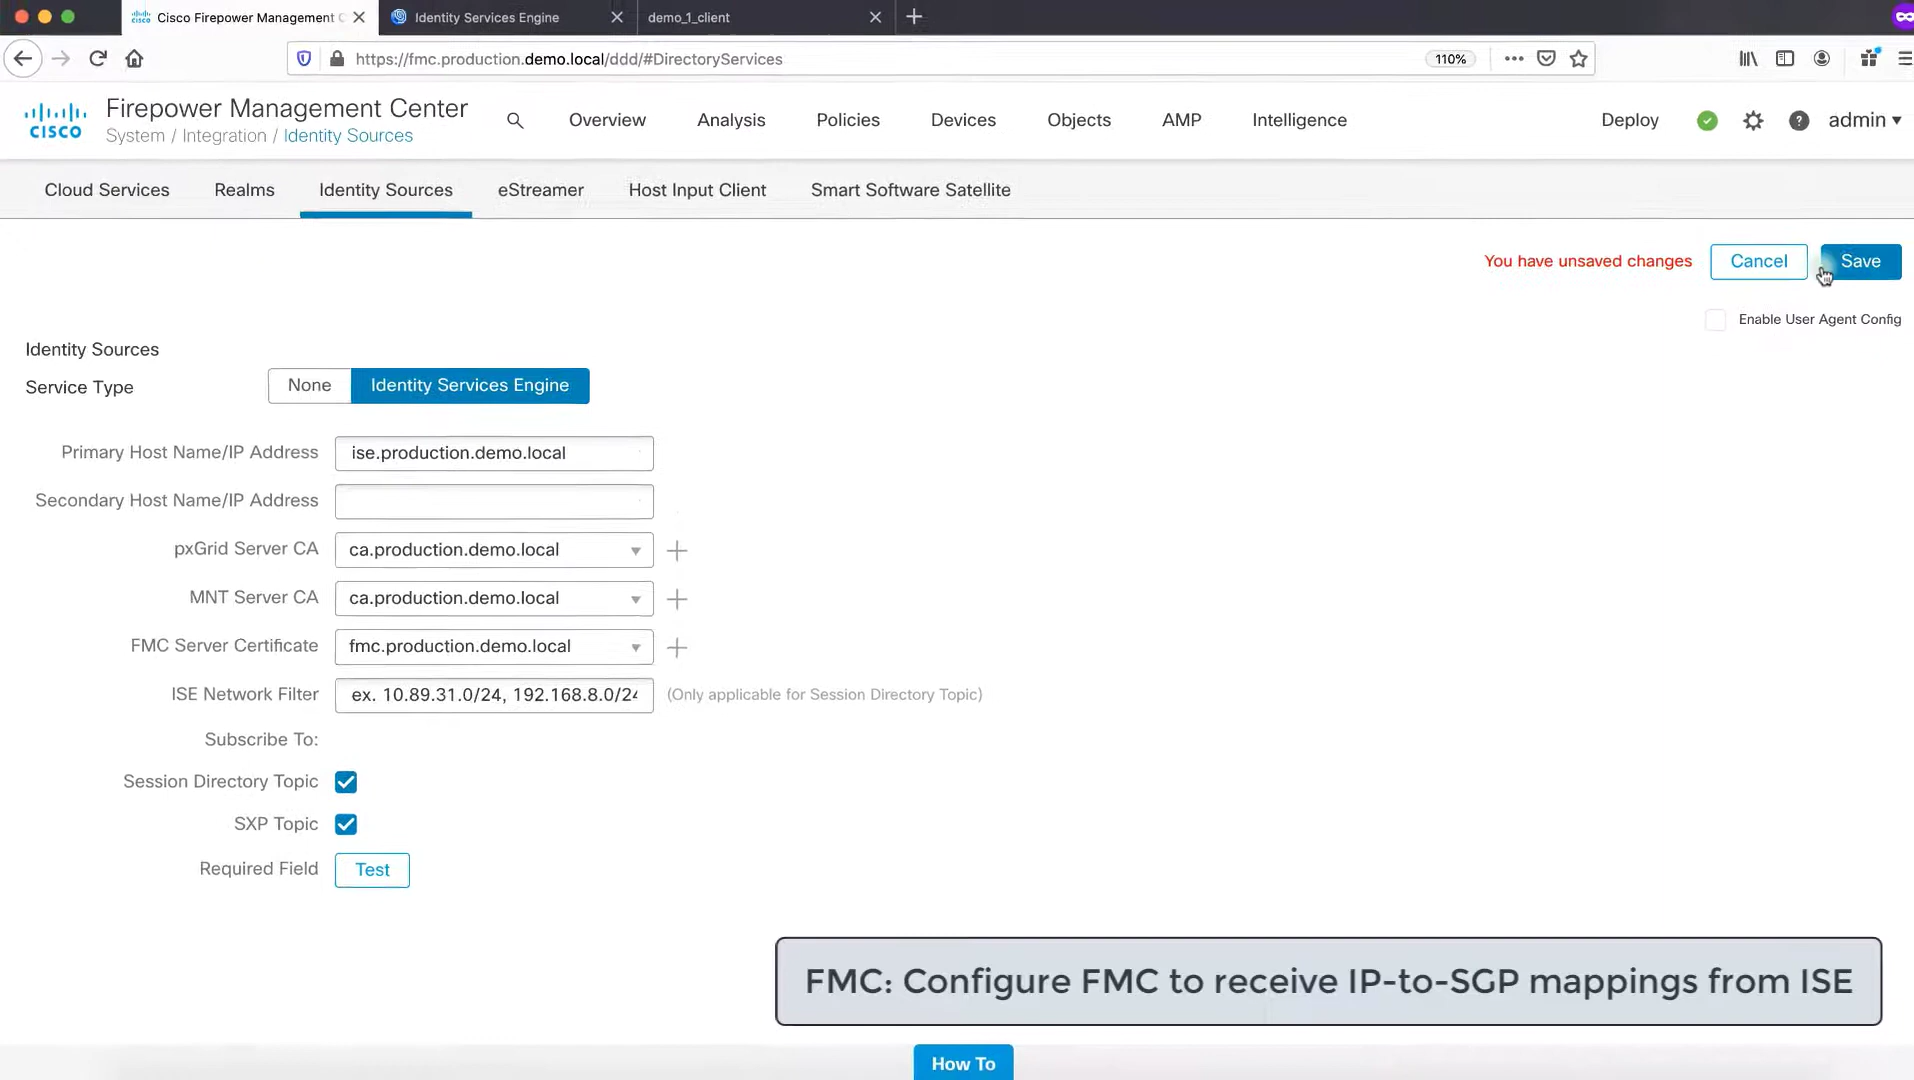 Cisco Firepower Management C
Identity Services Engine
demo_1_client
https://fmc.production.demo.local/ddd/#DirectoryServices
110%
CISCO
Firepower Management Center
System / Integration / Identity Sources
Overview
Analysis
Policies
Devices
Objects
AMP
Intelligence
Deploy
admin
Cloud Services
Realms
Identity Sources
eStreamer
Host Input Client
Smart Software Satellite
You have unsaved changes
Cancel
Save
Enable User Agent Config
Identity Sources
Service Type
None
Identity Services Engine
Primary Host Name/IP Address
ise.production.demo.local
Secondary Host Name/IP Address
pxGrid Server CA
ca.production.demo.local
MNT Server CA
ca.production.demo.local
FMC Server Certificate
fmc.production.demo.local
ISE Network Filter
ex. 10.89.31.0/24, 192.168.8.0/24
(Only applicable for Session Directory Topic)
Subscribe To:
Session Directory Topic
SXP Topic
Required Field
Test
FMC: Configure FMC to receive IP-to-SGP mappings from ISE
How To